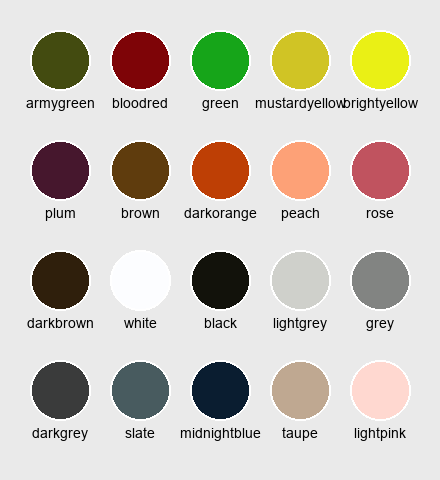 armygreen bloodred green mustardyellow brightyellow
plum brown darkorange peach rose
darkbrown white black lightgrey grey
darkgrey slate midnightblue taupe lightpink